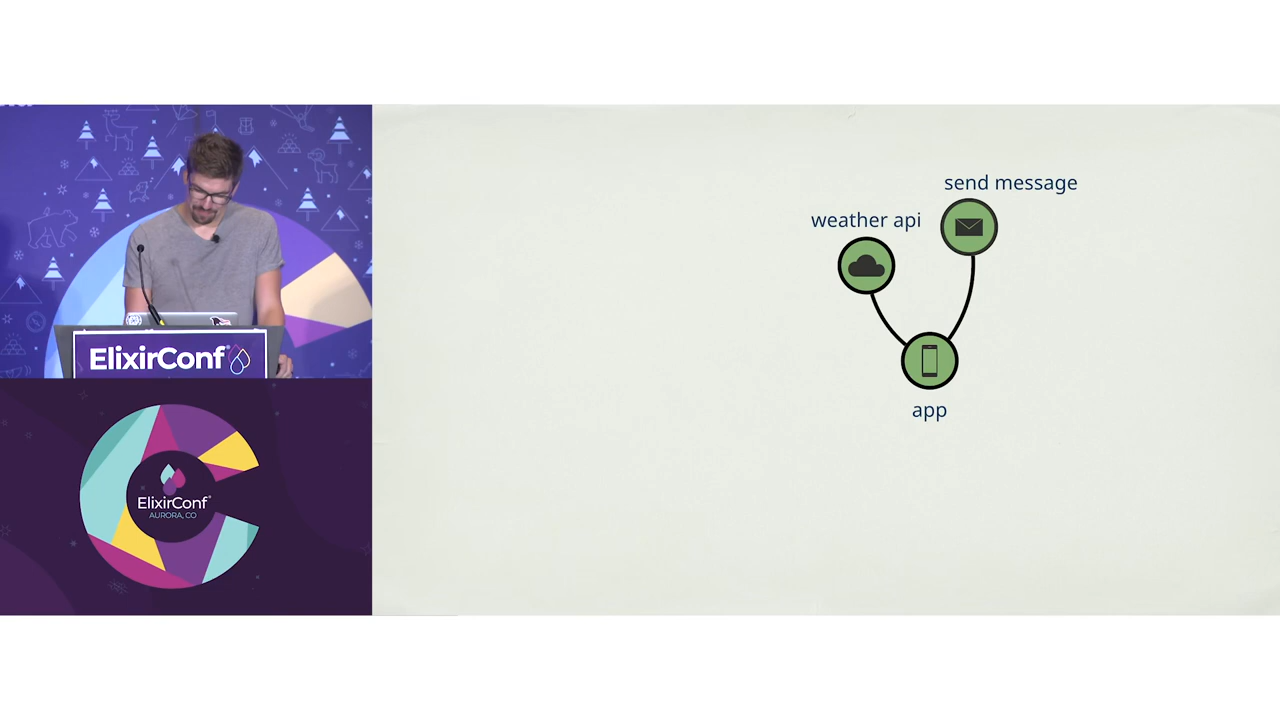 ElixirConf
ElixirConf
AURORA, CO
send message
weather api
app